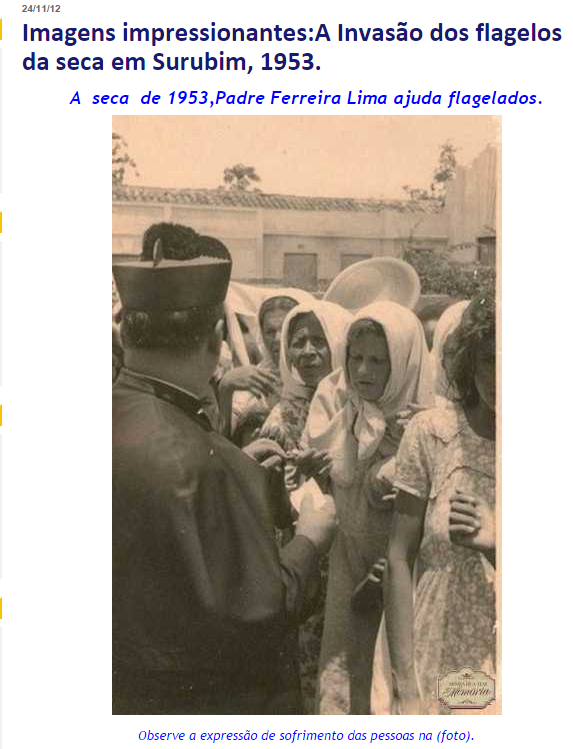 24/11/12
Imagens impressionantes:A Invasão dos flagelos
da seca em Surubim, 1953.
A seca de 1953,Padre Ferreira Lima ajuda flagelados.
Memória
Observe a expressão de sofrimento das pessoas na (foto).